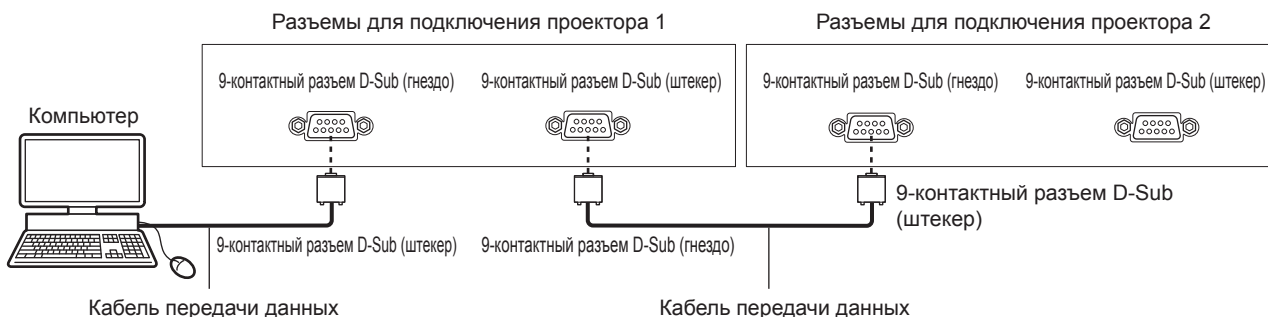 Разъемы для подключения проектора 1
Разъемы для подключения проектора 2
9-контактный разъем D-Sub (гнездо)
9-контактный разъем D-Sub (штекер)
9-контактный разъем D-Sub (гнездо)
9-контактный разъем D-Sub (штекер)
Компьютер
9-контактный разъем D-Sub
(штекер)
9-контактный разъем D-Sub (штекер)
9-контактный разъем D-Sub (гнездо)
Кабель передачи данных
Кабель передачи данных